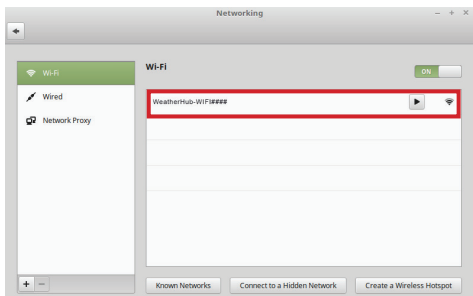 Networking
Wi-Fi
Wired
Network Proxy
Wi-Fi
ON
WeatherHub-WIFI####
Known Networks
Connect to a Hidden Network
Create a Wireless Hotspot